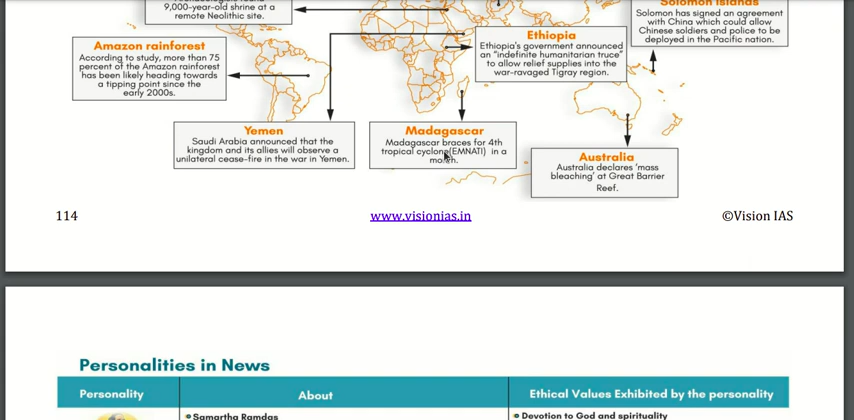 9,000-year-old shrine at a
remote Neolithic site.
Solomon Islands
Solomon has signed an agreement
with China which could allow
Chinese soldiers and police to be
deployed in the Pacific nation.
Ethiopia
Ethiopia's government announced
an "indefinite humanitarian truce"
to allow relief supplies into the
war-ravaged Tigray region.
Amazon rainforest
According to study, more than 75
percent of the Amazon rainforest
has been likely heading towards
a tipping point since the
early 2000s.
Yemen
Saudi Arabia announced that the
kingdom and its allies will observe a
unilateral cease-fire in the war in Yemen.
Madagascar
Madagascar braces for 4th
tropical cyclone(EMNATI) in a
month.
Australia
Australia declares 'mass
bleaching' at Great Barrier
Reef.
114
www.visionias.in
©Vision IAS
Personalities in News
Personality
About
Ethical Values Exhibited by the personality
Samartha Ramdas
Devotion to God and spirituality